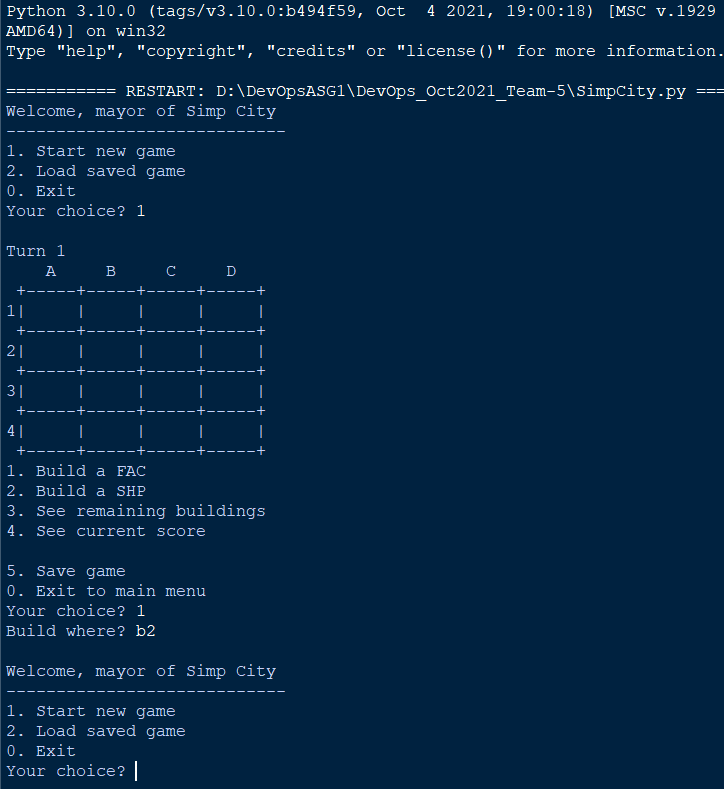 Python 3.10.0 (tags/v3.10.0:b494f59, Oct  4 2021, 19:00:18) [MSC v.1929
AMD64)] on win32
Type "help", "copyright", "credits" or "license()" for more information.
=========== RESTART: D:\DevOpsASG1\DevOps_Oct2021_Team-5\SimpCity.py ===
Welcome, mayor of Simp City
----------------------------
1. Start new game
2. Load saved game
0. Exit
Your choice? 1
Turn 1
    A     B     C     D
 +-----+-----+-----+-----+
1|     |     |     |     |
 +-----+-----+-----+-----+
2|     |     |     |     |
 +-----+-----+-----+-----+
3|     |     |     |     |
 +-----+-----+-----+-----+
4|     |     |     |     |
 +-----+-----+-----+-----+
1. Build a FAC
2. Build a SHP
3. See remaining buildings
4. See current score
5. Save game
0. Exit to main menu
Your choice? 1
Build where? b2
Welcome, mayor of Simp City
----------------------------
1. Start new game
2. Load saved game
0. Exit
Your choice?